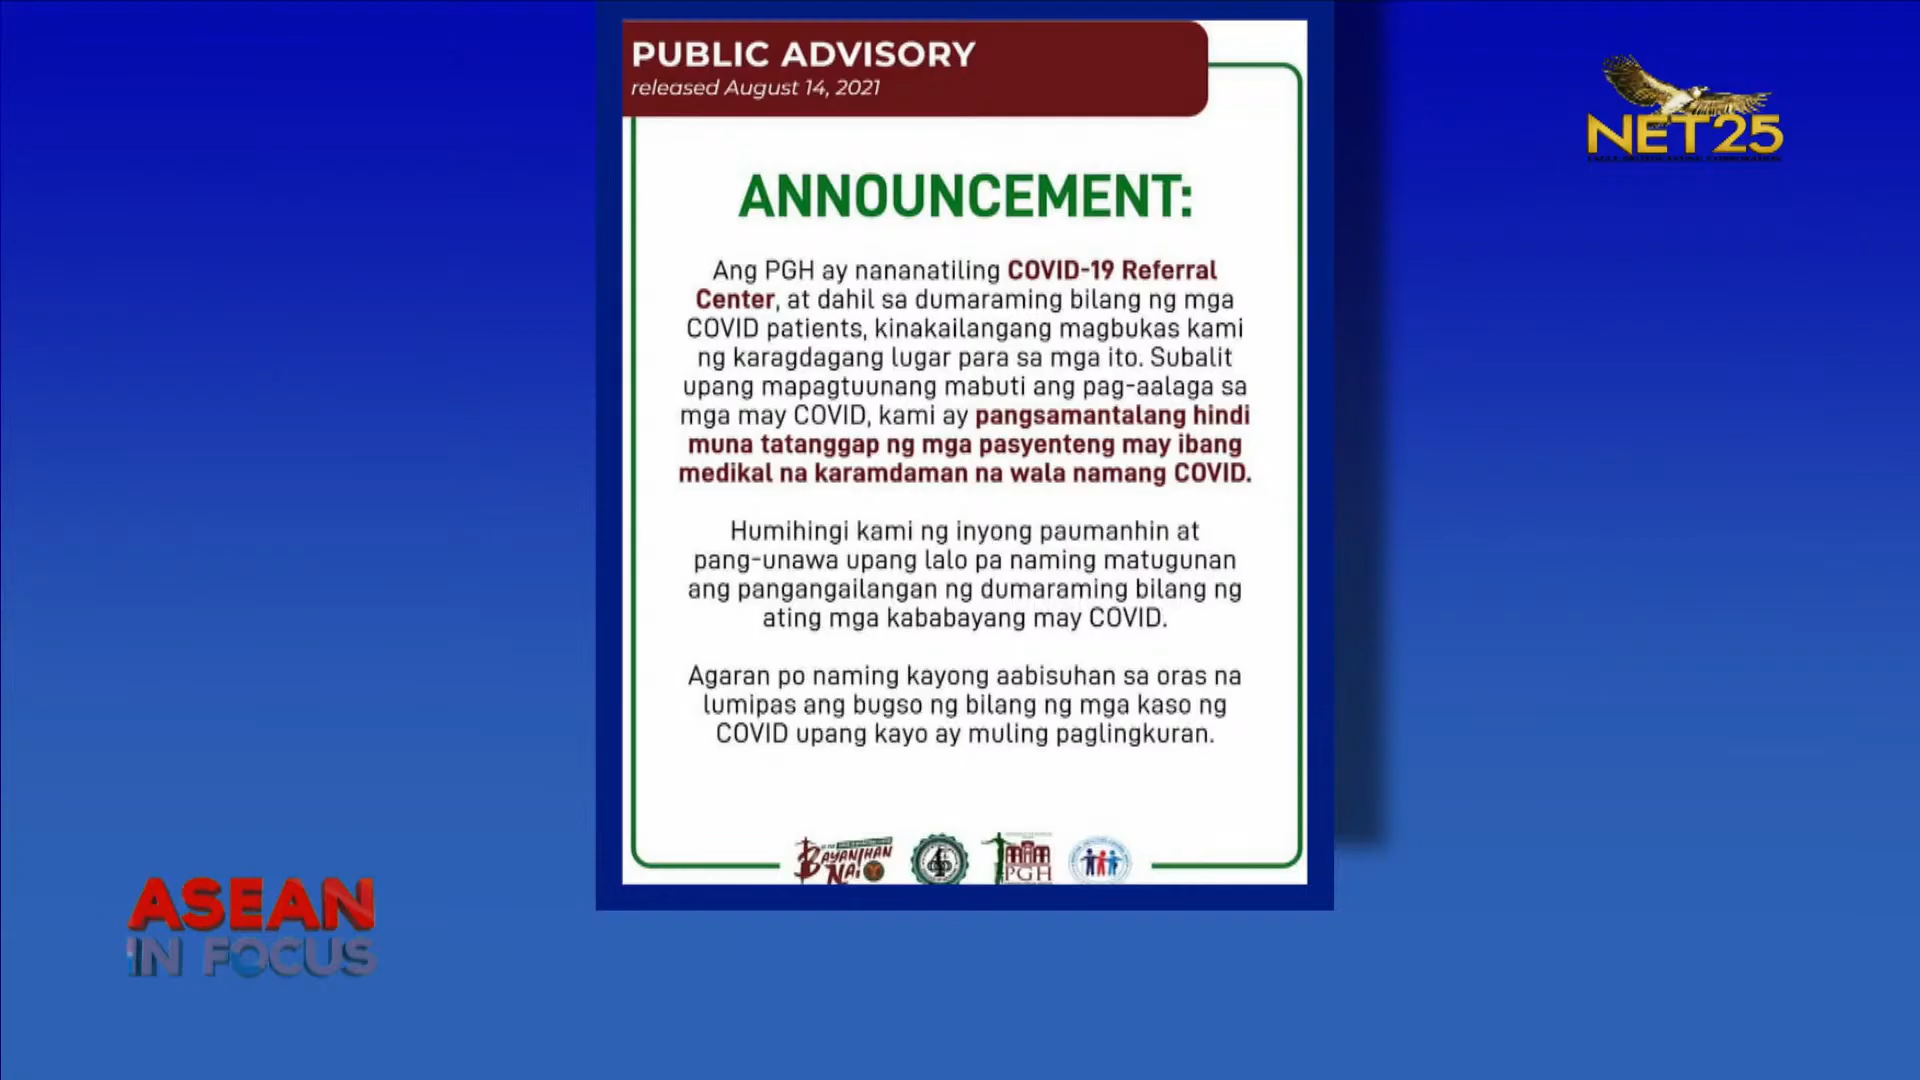 PUBLIC ADVISORY
released August 14, 2021
NET25
EAGLE BROADCASTING CORPORATION
ANNOUNCEMENT:
Ang PGH ay nananatiling COVID-19 Referral
Center, at dahil sa dumaraming bilang ng mga
COVID patients, kinakailangang magbukas kami
ng karagdagang lugar para sa mga ito. Subalit
upang mapagtuunang mabuti ang pag-aalaga sa
mga may COVID, kami ay pangsamantalang hindi
muna tatanggap ng mga pasyenteng may ibang
medikal na karamdaman na wala namang COVID.
Humihingi kami ng inyong paumanhin at
pang-unawa upang lalo pa naming matugunan
ang pangangailangan ng dumaraming bilang ng
ating mga kababayang may COVID.
Agaran po naming kayong aabisuhan sa oras na
lumipas ang bugso ng bilang ng mga kaso ng
COVID upang kayo ay muling paglingkuran.
BAYANIHAN
NA!
PGH
ASEAN
IN FOCUS